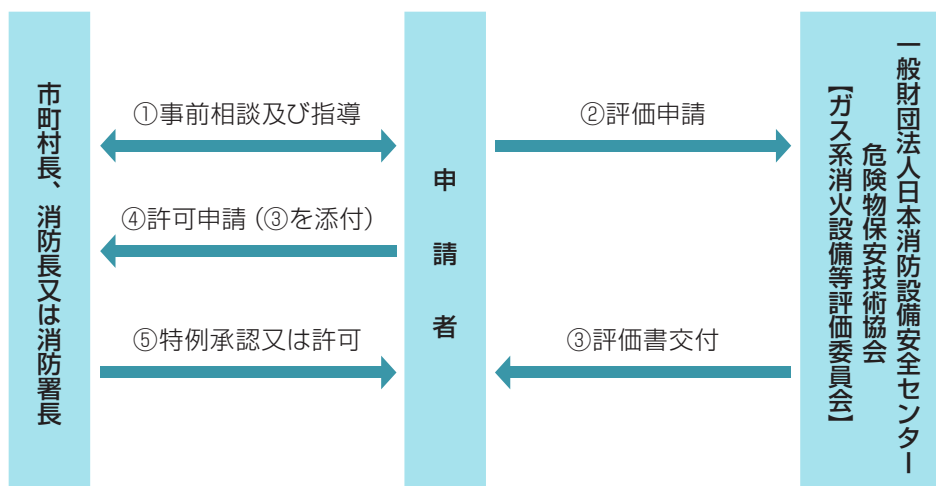 市町村長、消防長又は消防署長
①事前相談及び指導
④許可申請（③を添付）
⑤特例承認又は許可
申請者
②評価申請
③評価書交付
一般財団法人日本消防設備安全センター
危険物保安技術協会
【ガス系消火設備等評価委員会】